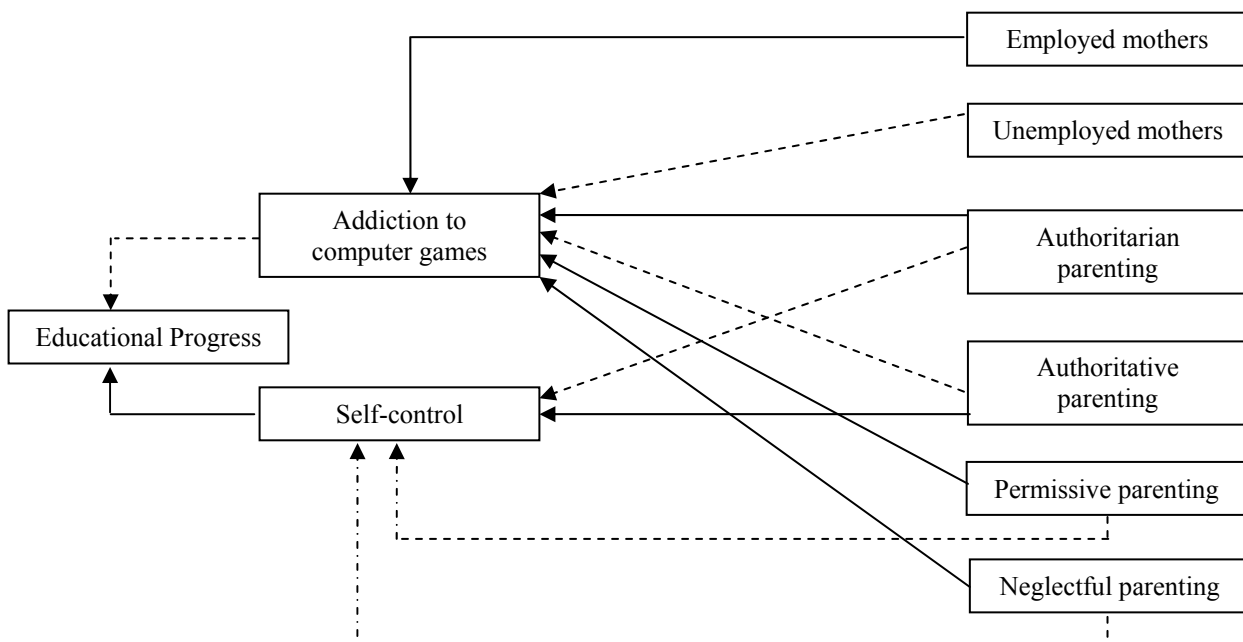 Employed mothers
Unemployed mothers
Addiction to
computer games
Authoritarian
parenting
Educational Progress
Authoritative
parenting
Self-control
Permissive parenting
Neglectful parenting